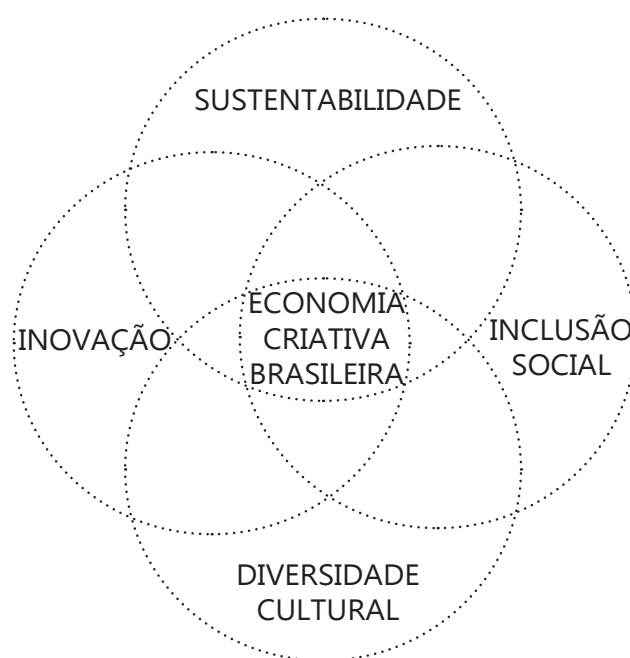 SUSTENTABILIDADE
INOVAÇÃO
ECONOMIA
CRIATIVA
BRASILEIRA
INCLUSÃO
SOCIAL
DIVERSIDADE
CULTURAL